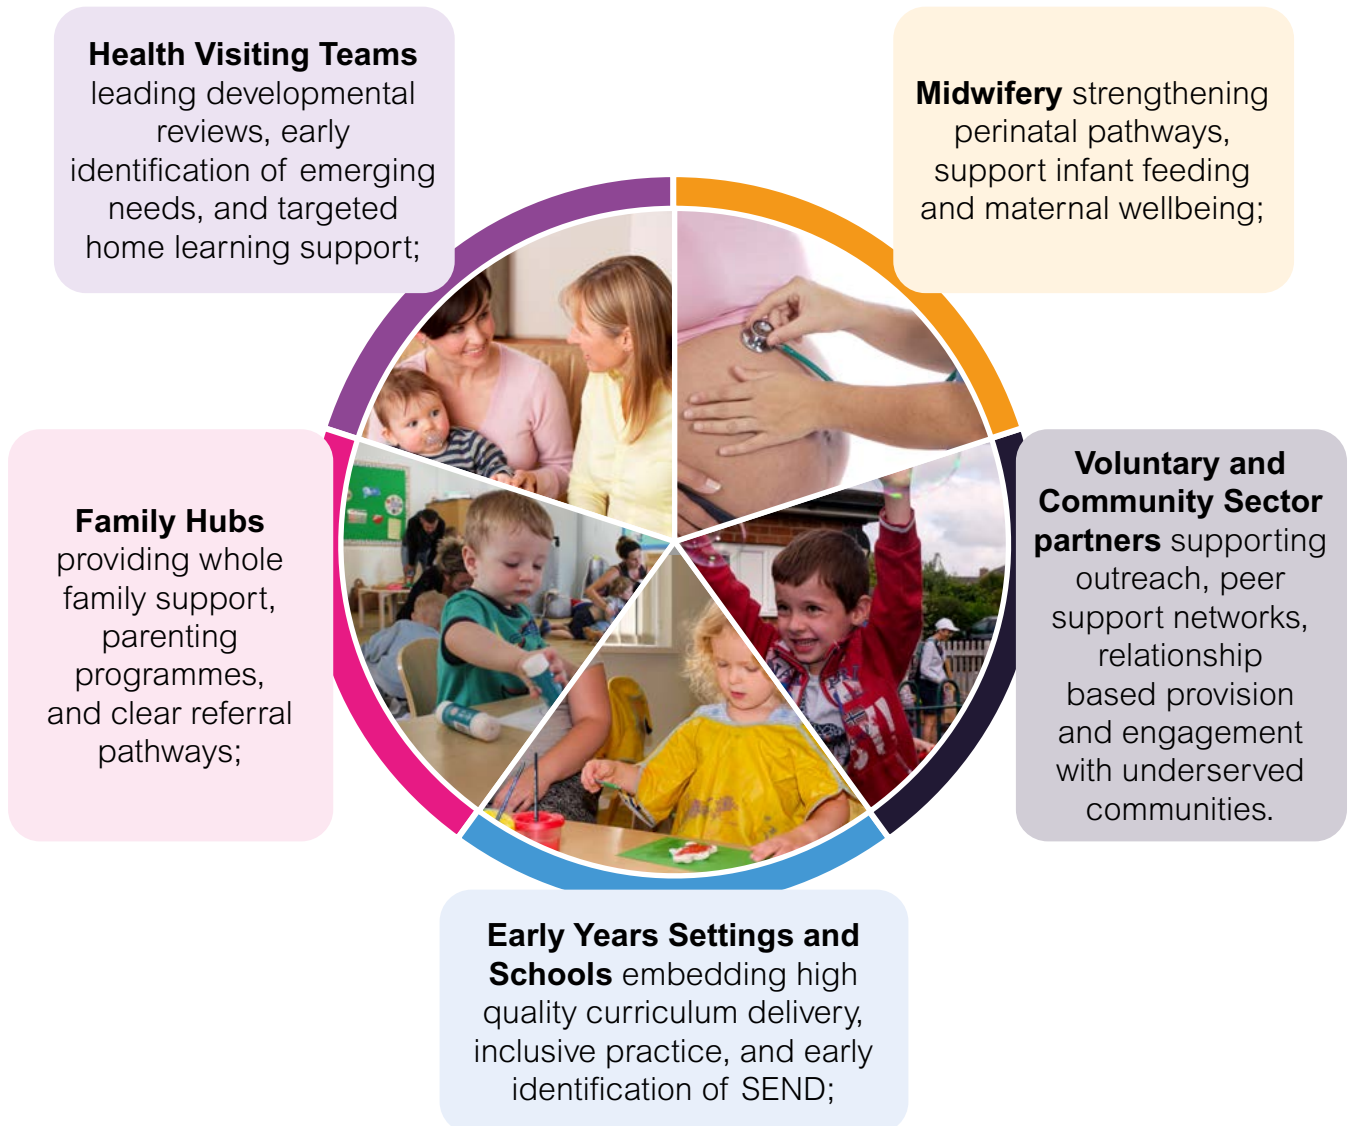 Health Visiting Teams
leading developmental
reviews, early
identification of emerging
needs, and targeted
home learning support;
Midwifery strengthening
perinatal pathways,
support infant feeding
and maternal wellbeing;
Family Hubs
providing whole
family support,
parenting
programmes,
and clear referral
pathways;
Voluntary and
Community Sector
partners supporting
outreach, peer
support networks,
relationship
based provision
and engagement
with underserved
communities.
Early Years Settings and
Schools embedding high
quality curriculum delivery,
inclusive practice, and early
identification of SEND;